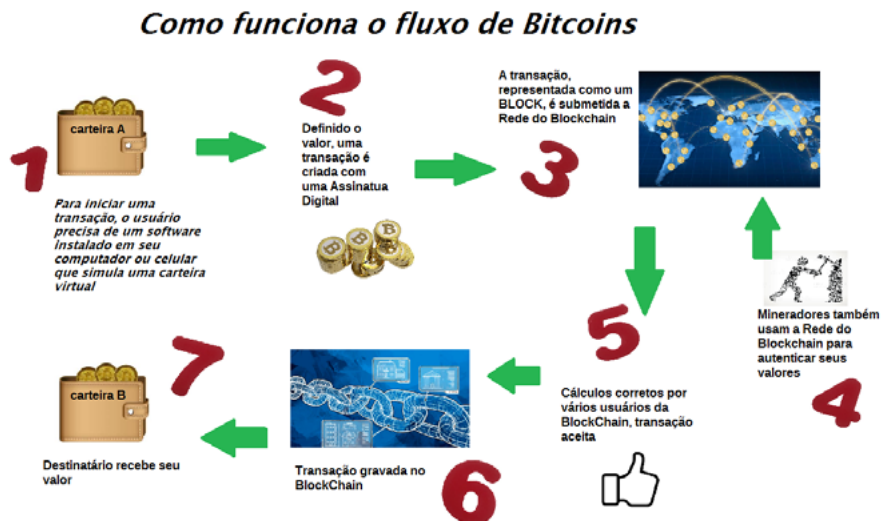 Como funciona o fluxo de Bitcoins
1
carteira A
Para iniciar uma
transação, o usuário
precisa de um software
instalado em seu
computador ou celular
que simula uma carteira
virtual
2
Definido o
valor, uma
transação é
criada com
uma Assinatua
Digital
A transação,
representada como um
BLOCK, é submetida a
Rede do Blockchain
3
Mineradores também
usam a Rede do
Blockchain para
autenticar seus
valores
4
5
Cálculos corretos por
vários usuários da
BlockChain, transação
aceita
Transação gravada no
BlockChain
6
7
carteira B
Destinatário recebe seu
valor